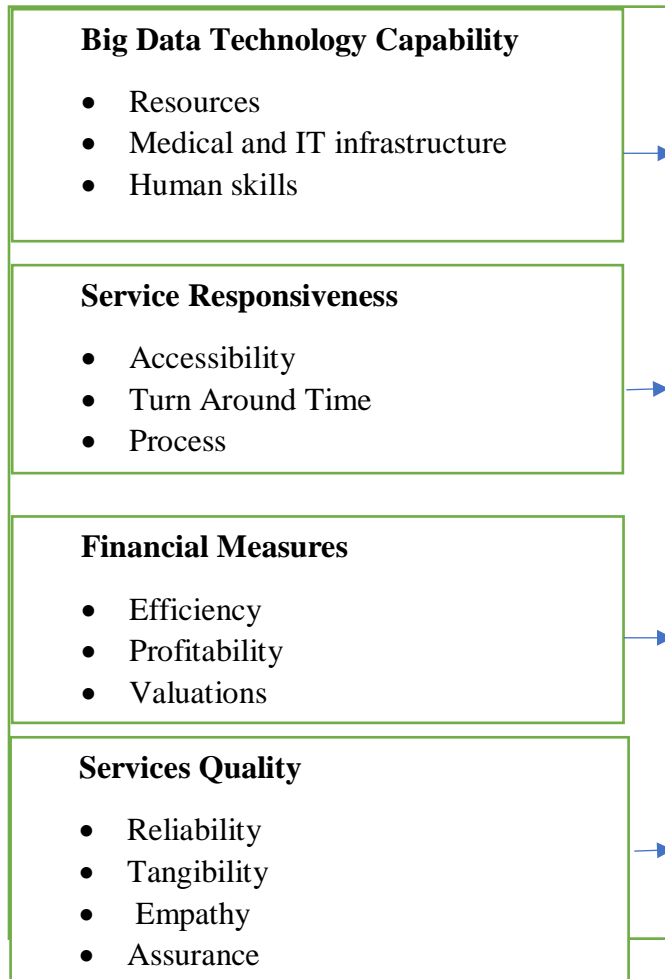 Big Data Technology Capability
• Resources
• Medical and IT infrastructure
• Human skills
Service Responsiveness
• Accessibility
• Turn Around Time
• Process
Financial Measures
• Efficiency
• Profitability
• Valuations
Services Quality
• Reliability
• Tangibility
• Empathy
• Assurance